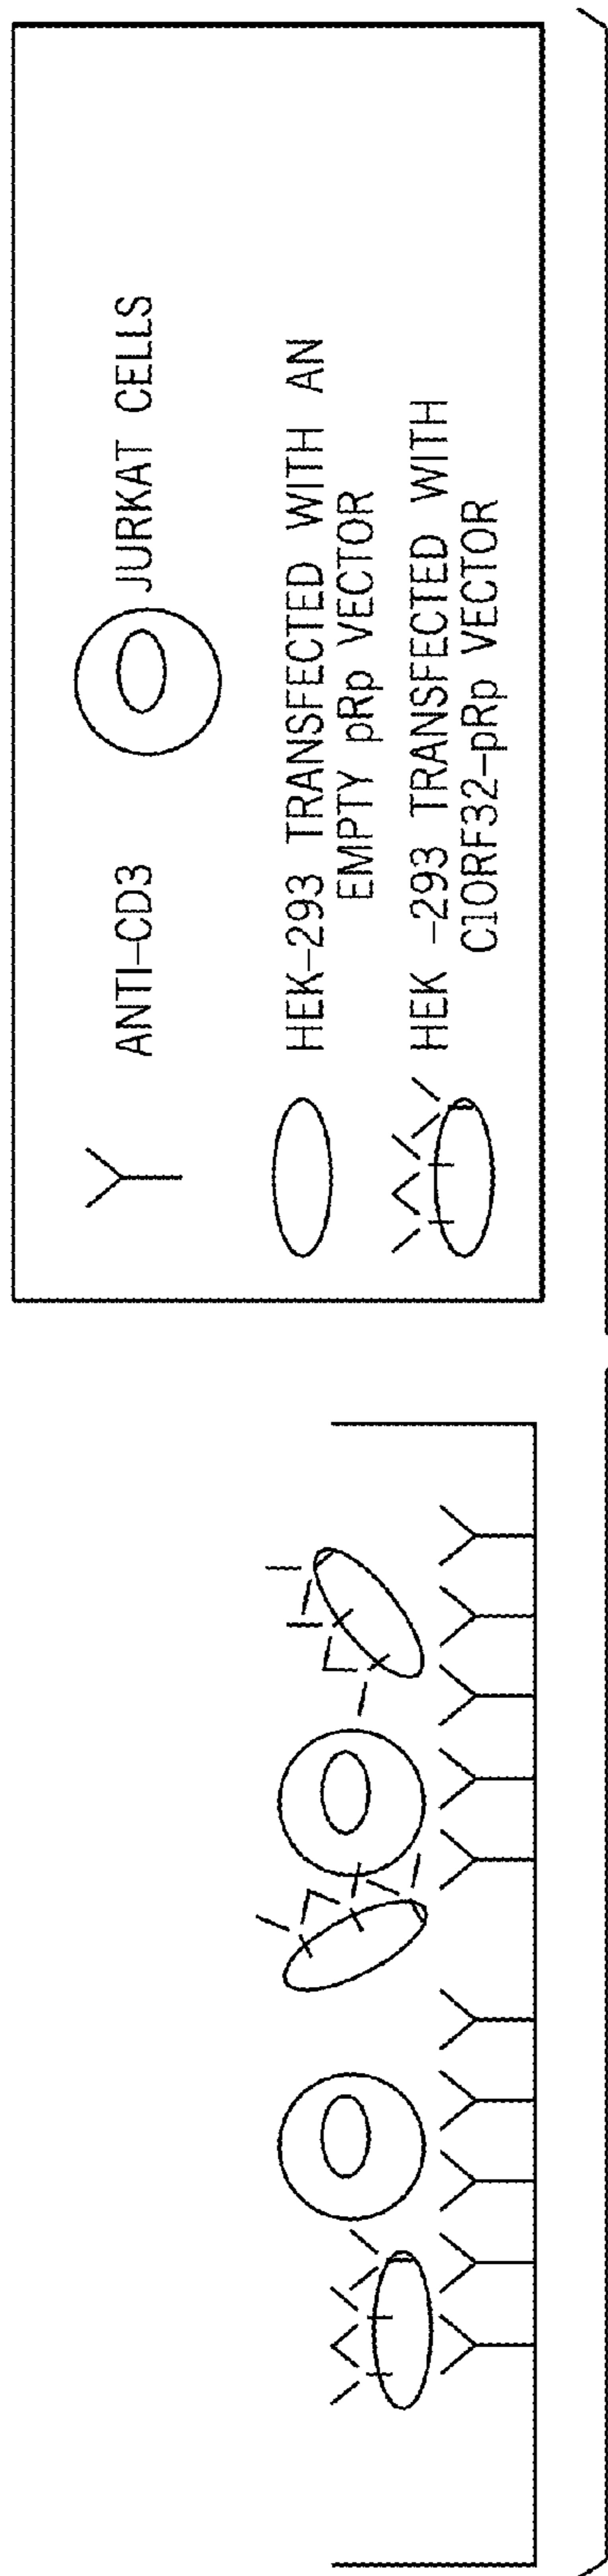 ANTI-CD3
JURKAT CELLS
HEK-293 TRANSFECTED WITH AN
EMPTY pRp VECTOR
HEK -293 TRANSFECTED WITH
C1ORF32-pRp VECTOR